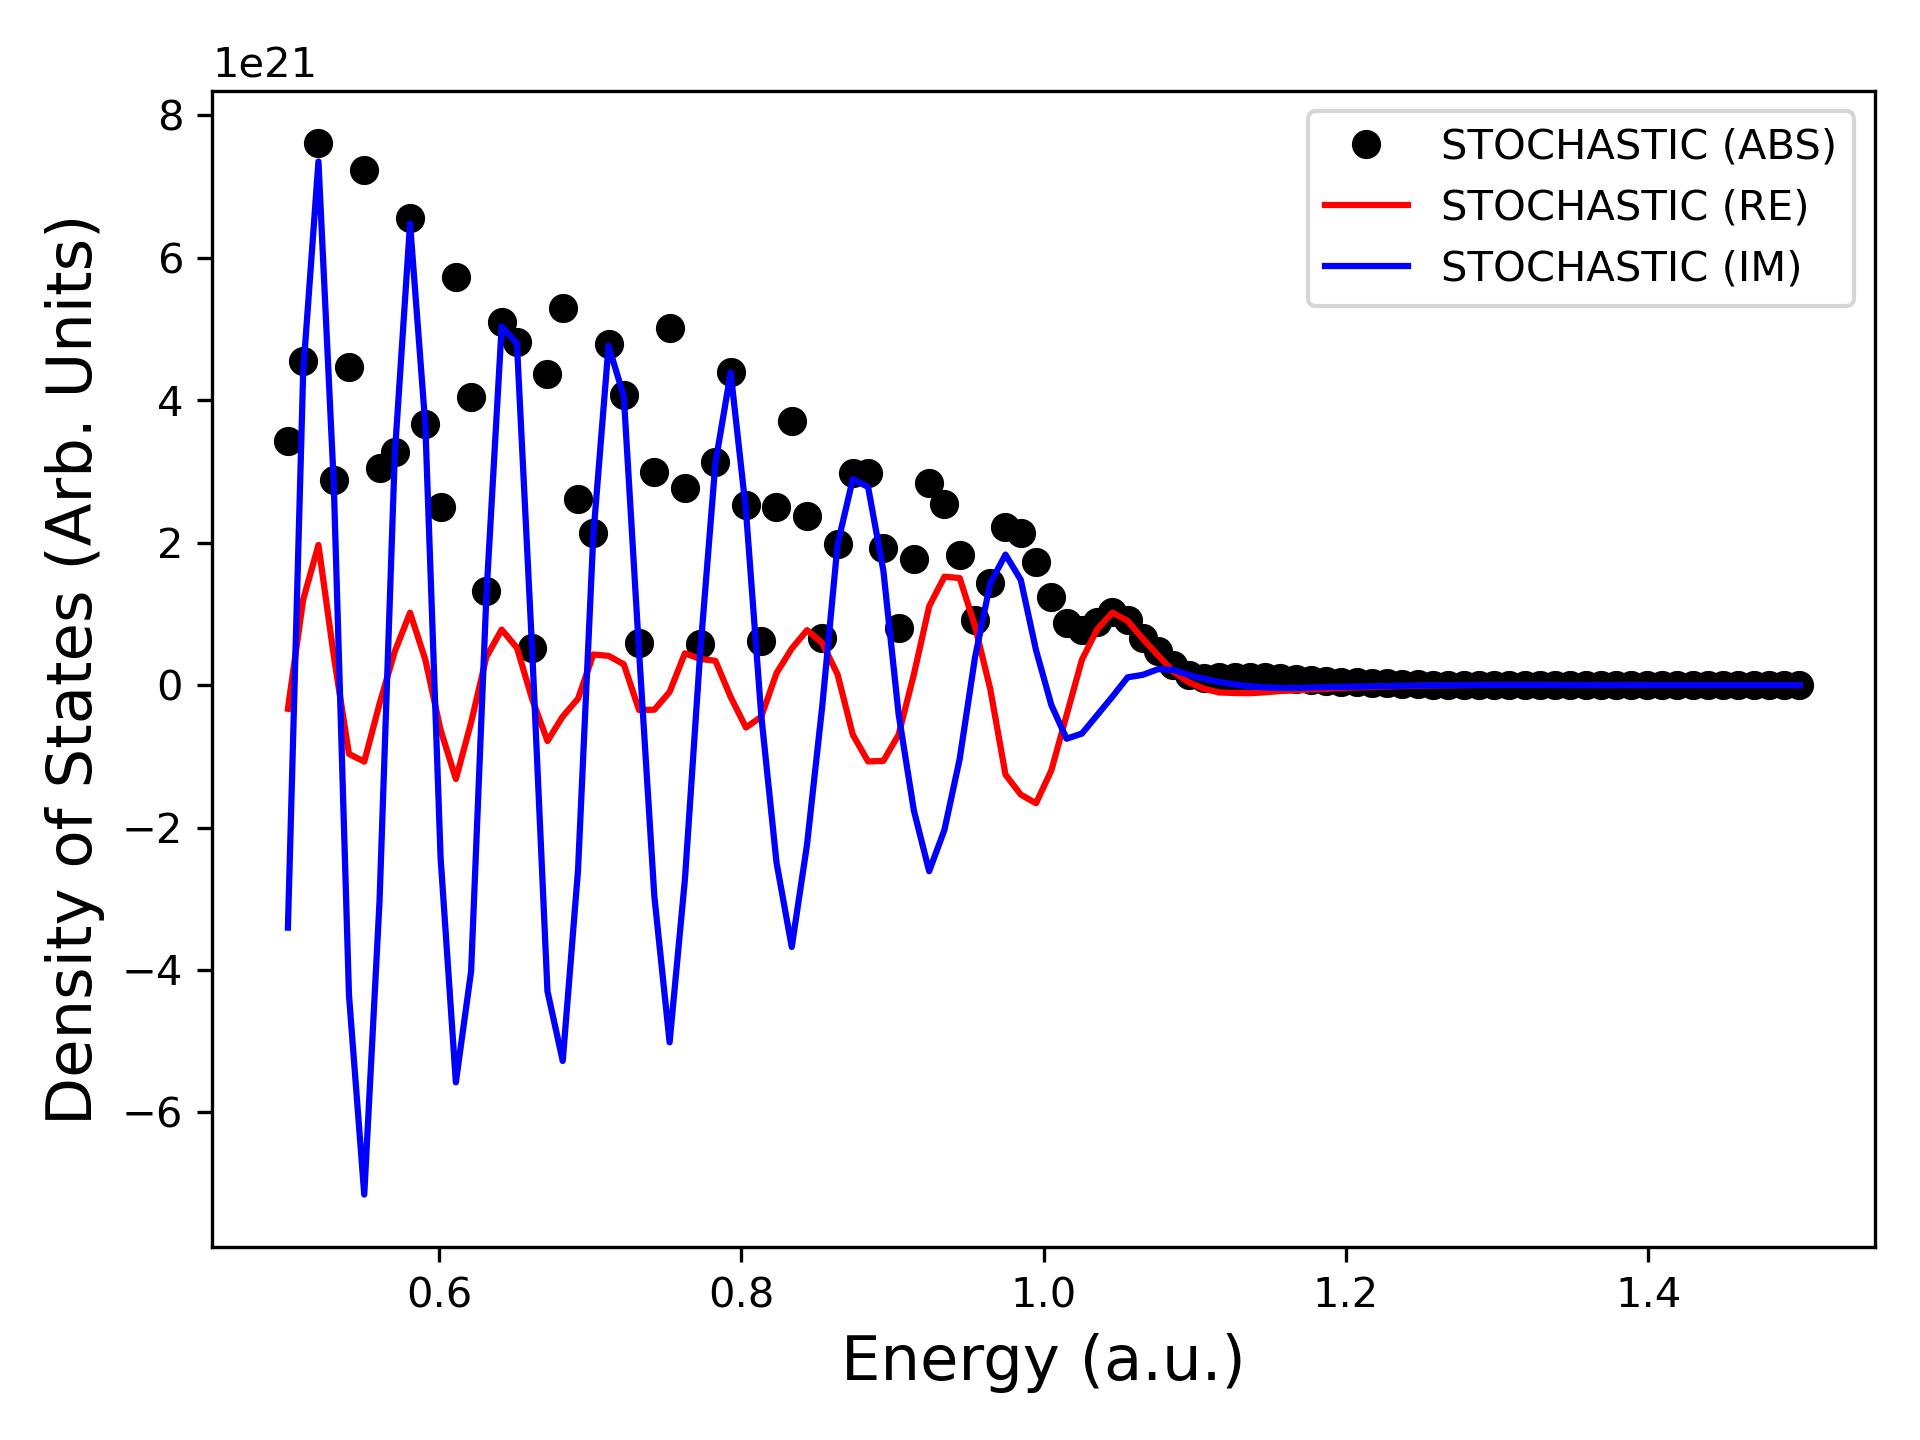 1e21
8
6
4
2
0
−2
−4
−6
Density of States (Arb. Units)
STOCHASTIC (ABS)
STOCHASTIC (RE)
STOCHASTIC (IM)
0.6 0.8 1.0 1.2 1.4
Energy (a.u.)